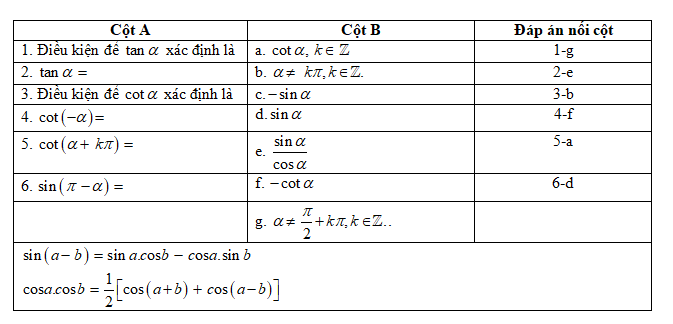 Cột A Cột B Đáp án nối cột
1. Điều kiện để tan α xác định là a. cot α, k ∈ ℤ 1-g
2. tan α = b. α ≠ kπ, k ∈ ℤ. 2-e
3. Điều kiện để cot α xác định là c. − sin α 3-b
4. cot(−α)= d. sin α 4-f
5. cot(α + kπ) = e. sin α / cos α 5-a
6. sin(π − α) = f. − cot α 6-d
g. α ≠ π/2 + kπ, k ∈ ℤ..
sin(a − b) = sin a.cosb − cosa.sin b
cosa.cosb = 1/2[cos(a+b) + cos(a−b)]